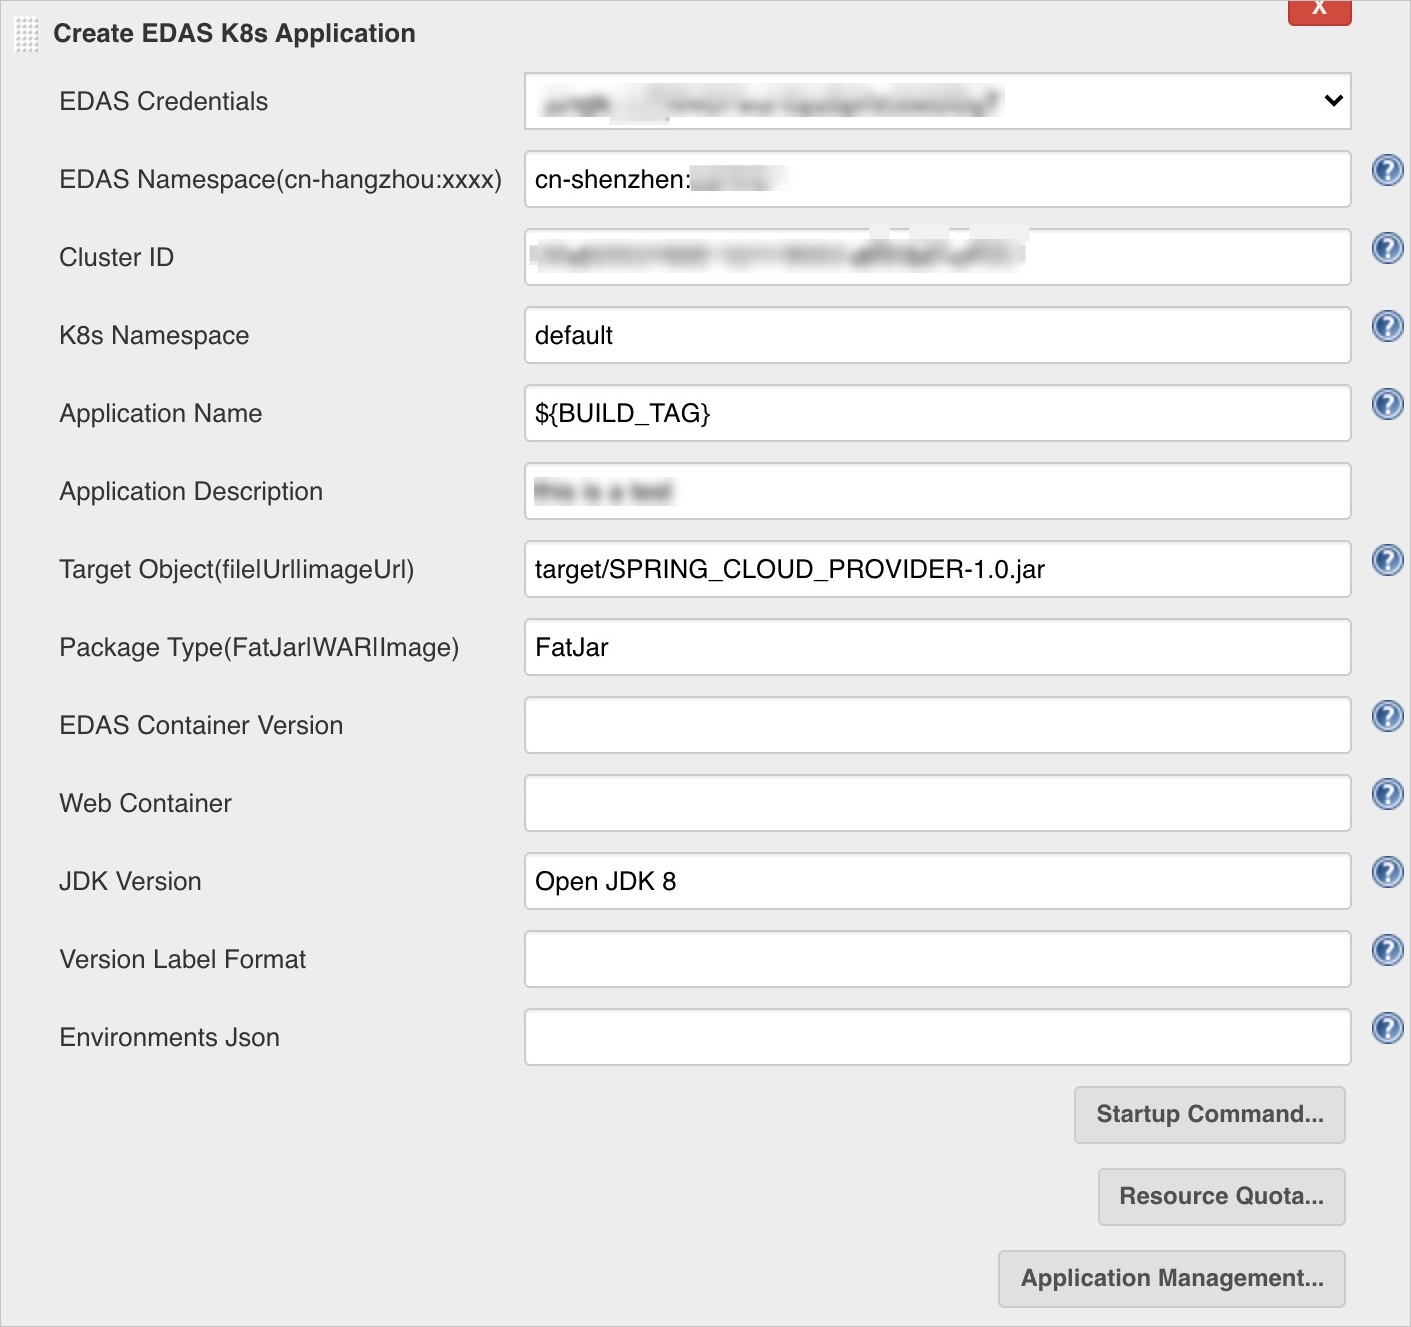 X
Create EDAS K8s Application
EDAS Credentials
EDAS Namespace(cn-hangzhou:xxxx) cn-shenzhen:
Cluster ID
K8s Namespace default
Application Name ${BUILD_TAG}
Application Description this is a test
Target Object(file|Url|imageUrl) target/SPRING_CLOUD_PROVIDER-1.0.jar
Package Type(FatJar|WAR|Image) FatJar
EDAS Container Version
Web Container
JDK Version Open JDK 8
Version Label Format
Environments Json
Startup Command...
Resource Quota...
Application Management...